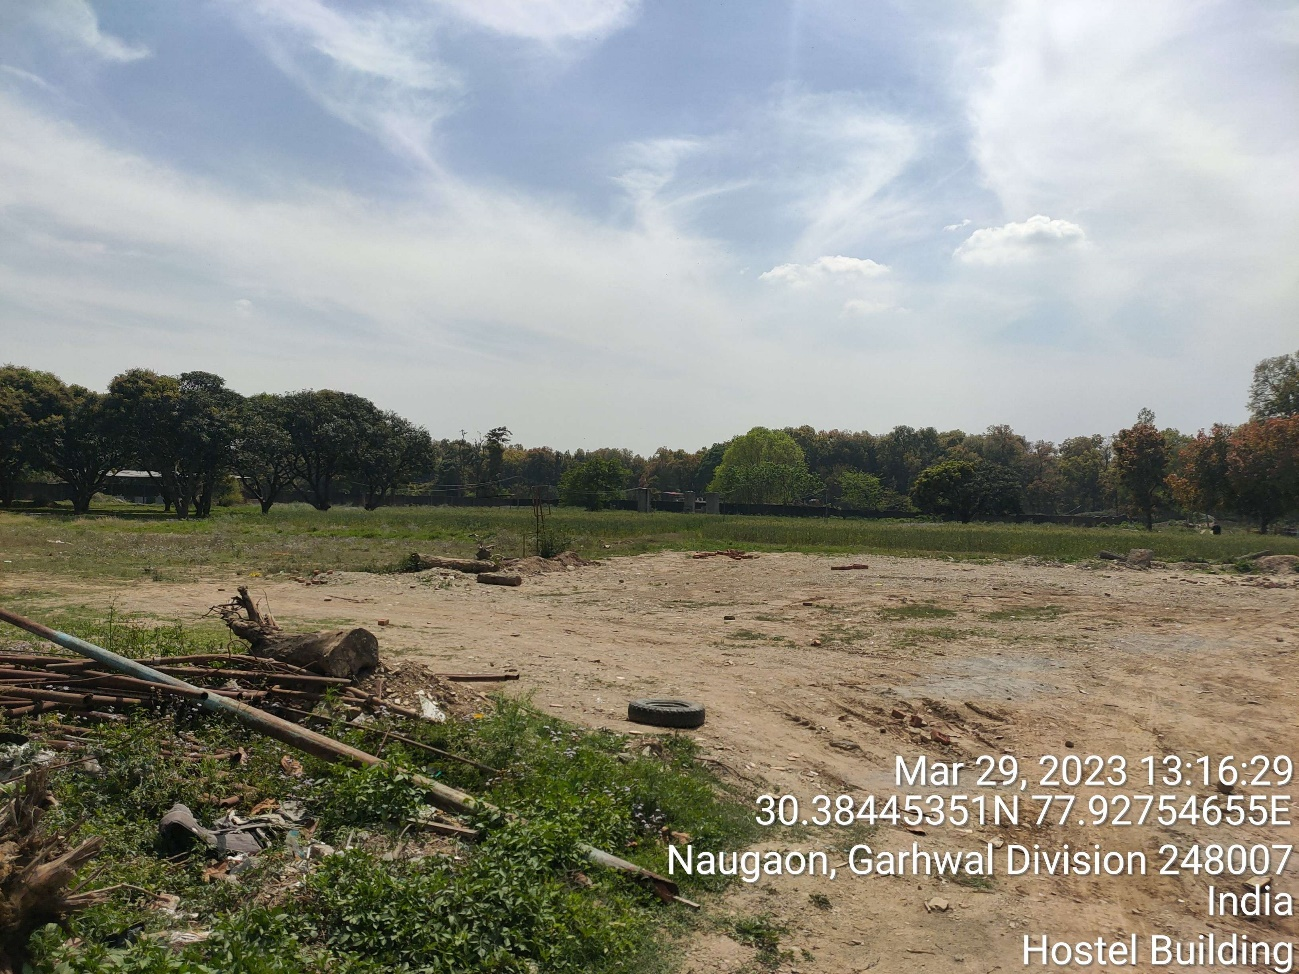 Mar 29, 2023 13:16:29
30.38445351N 77.92754655E
Naugaon, Garhwal Division 248007
India
Hostel Building